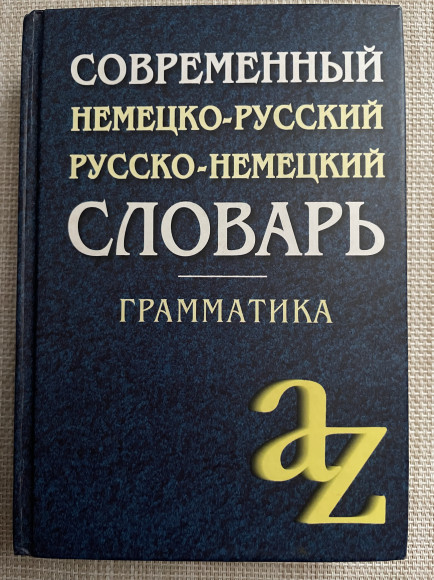 СОВРЕМЕННЫЙ
НЕМЕЦКО-РУССКИЙ
РУССКО-НЕМЕЦКИЙ
СЛОВАРЬ
ГРАММАТИКА
aZ